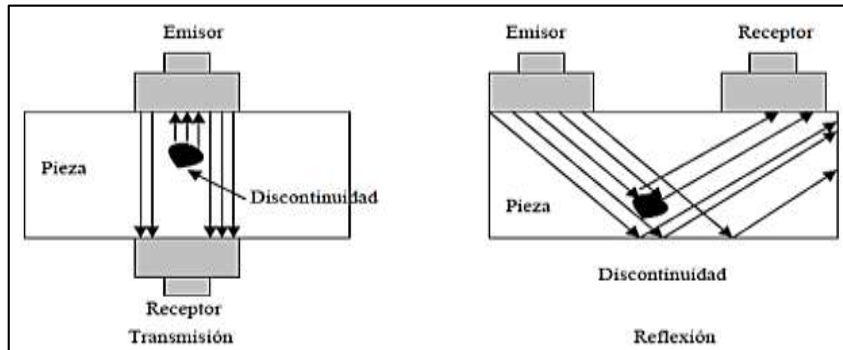 Emisor
Pieza
Discontinuidad
Receptor
Transmisión
Emisor
Receptor
Pieza
Discontinuidad
Reflexión